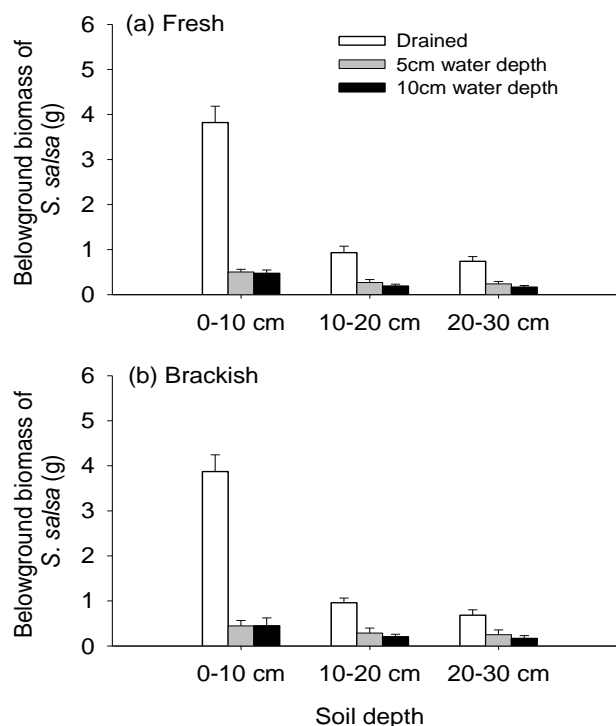 (a) Fresh
Drained
5cm water depth
10cm water depth
Belowground biomass of
S. salsa (g)
6
5
4
3
2
1
0
0-10 cm 10-20 cm 20-30 cm
(b) Brackish
Belowground biomass of
S. salsa (g)
6
5
4
3
2
1
0
0-10 cm 10-20 cm 20-30 cm
Soil depth